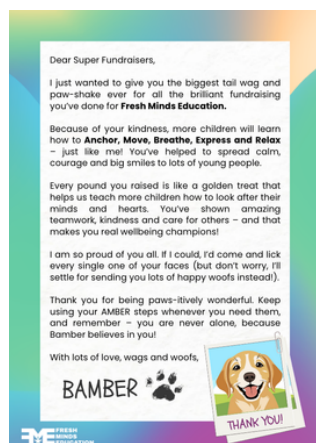 Dear Super Fundraisers,
I just wanted to give you the biggest tail wag and
paw-shake ever for all the brilliant fundraising
you've done for Fresh Minds Education.
Because of your kindness, more children will learn
how to Anchor, Move, Breathe, Express and Relax
– just like me! You've helped to spread calm,
courage and big smiles to lots of young people.
Every pound you raised is like a golden treat that
helps us teach more children how to look after their
minds and hearts. You've shown amazing
teamwork, kindness and care for others – and that
makes you real wellbeing champions!
I am so proud of you all. If I could, I'd come and lick
every single one of your faces (but don't worry, I'll
settle for sending you lots of happy woofs instead!).
Thank you for being paws-itively wonderful. Keep
using your AMBER steps whenever you need them,
and remember – you are never alone, because
Bamber believes in you!
With lots of love, wags and woofs,
BAMBER
THANK YOU!
FME FRESH
MINDS
EDUCATION